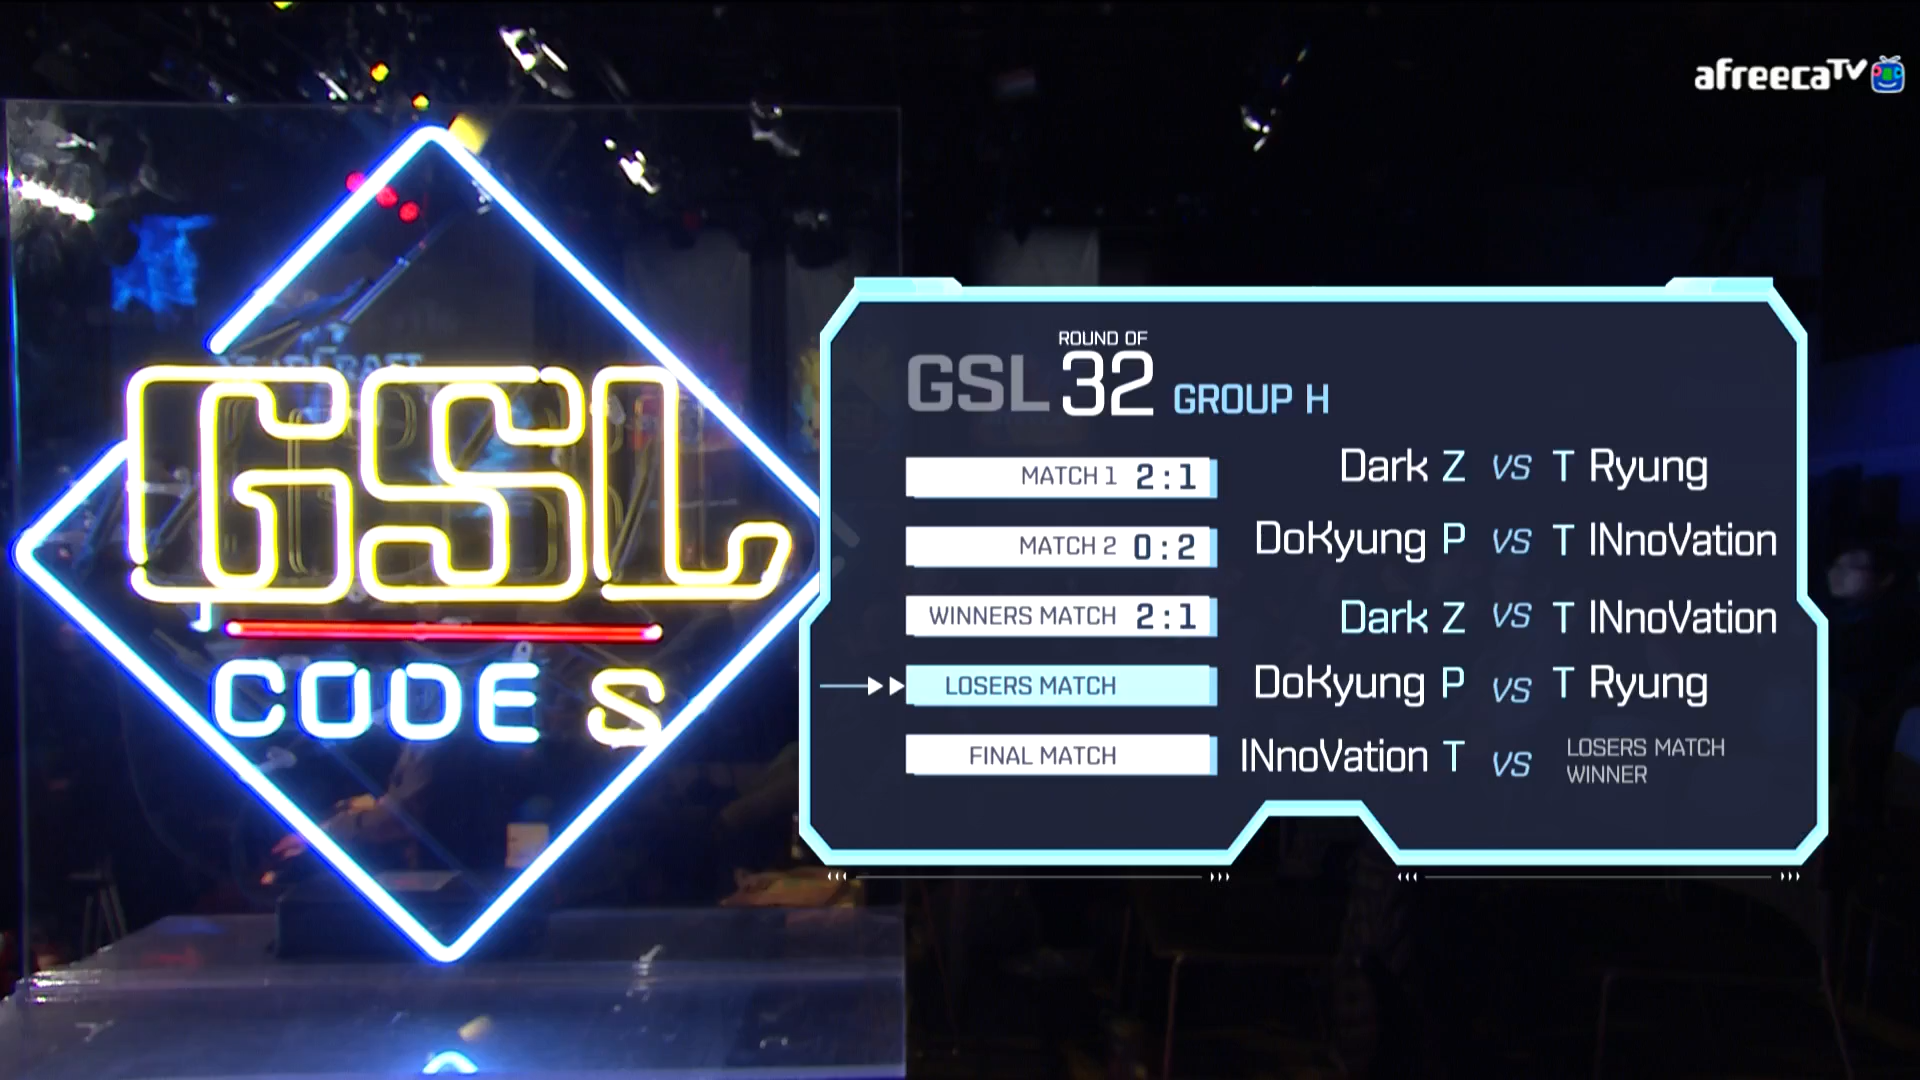 afreecaTV
GSL
CODE S
ROUND OF
GSL 32 GROUP H
MATCH 1 2:1 Dark Z VS T Ryung
MATCH 2 0:2 DoKyung P VS T INnoVation
WINNERS MATCH 2:1 Dark Z VS T INnoVation
LOSERS MATCH DoKyung P VS T Ryung
FINAL MATCH INnoVation T VS LOSERS MATCH
WINNER